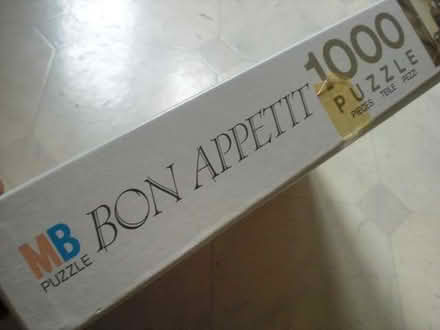 MB
PUZZLE
BON APPETIT
1000
PUZZLE
PIECES TEILE PEZZI